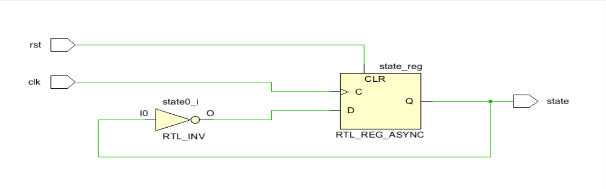 rst
state_reg
CLR
clk
C
state0_i
Q
state
I0
O
D
RTL_INV
RTL_REG_ASYNC